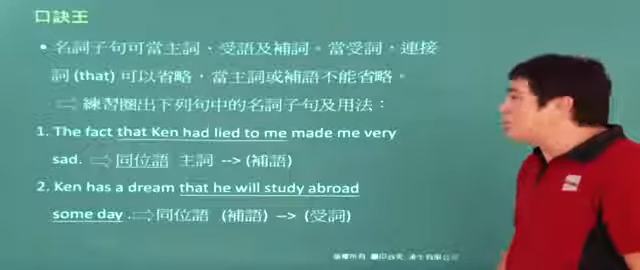 口訣王
• 名詞子句可當主詞、受語及補詞。當受詞，連接
詞 (that) 可以省略，當主詞或補語不能省略。
⇨ 練習圈出下列句中的名詞子句及用法：
1. The fact that Ken had lied to me made me very
sad. ⇨ 同位語 主詞 --> (補語)
2. Ken has a dream that he will study abroad
some day .⇨同位語 (補語) –> (受詞)